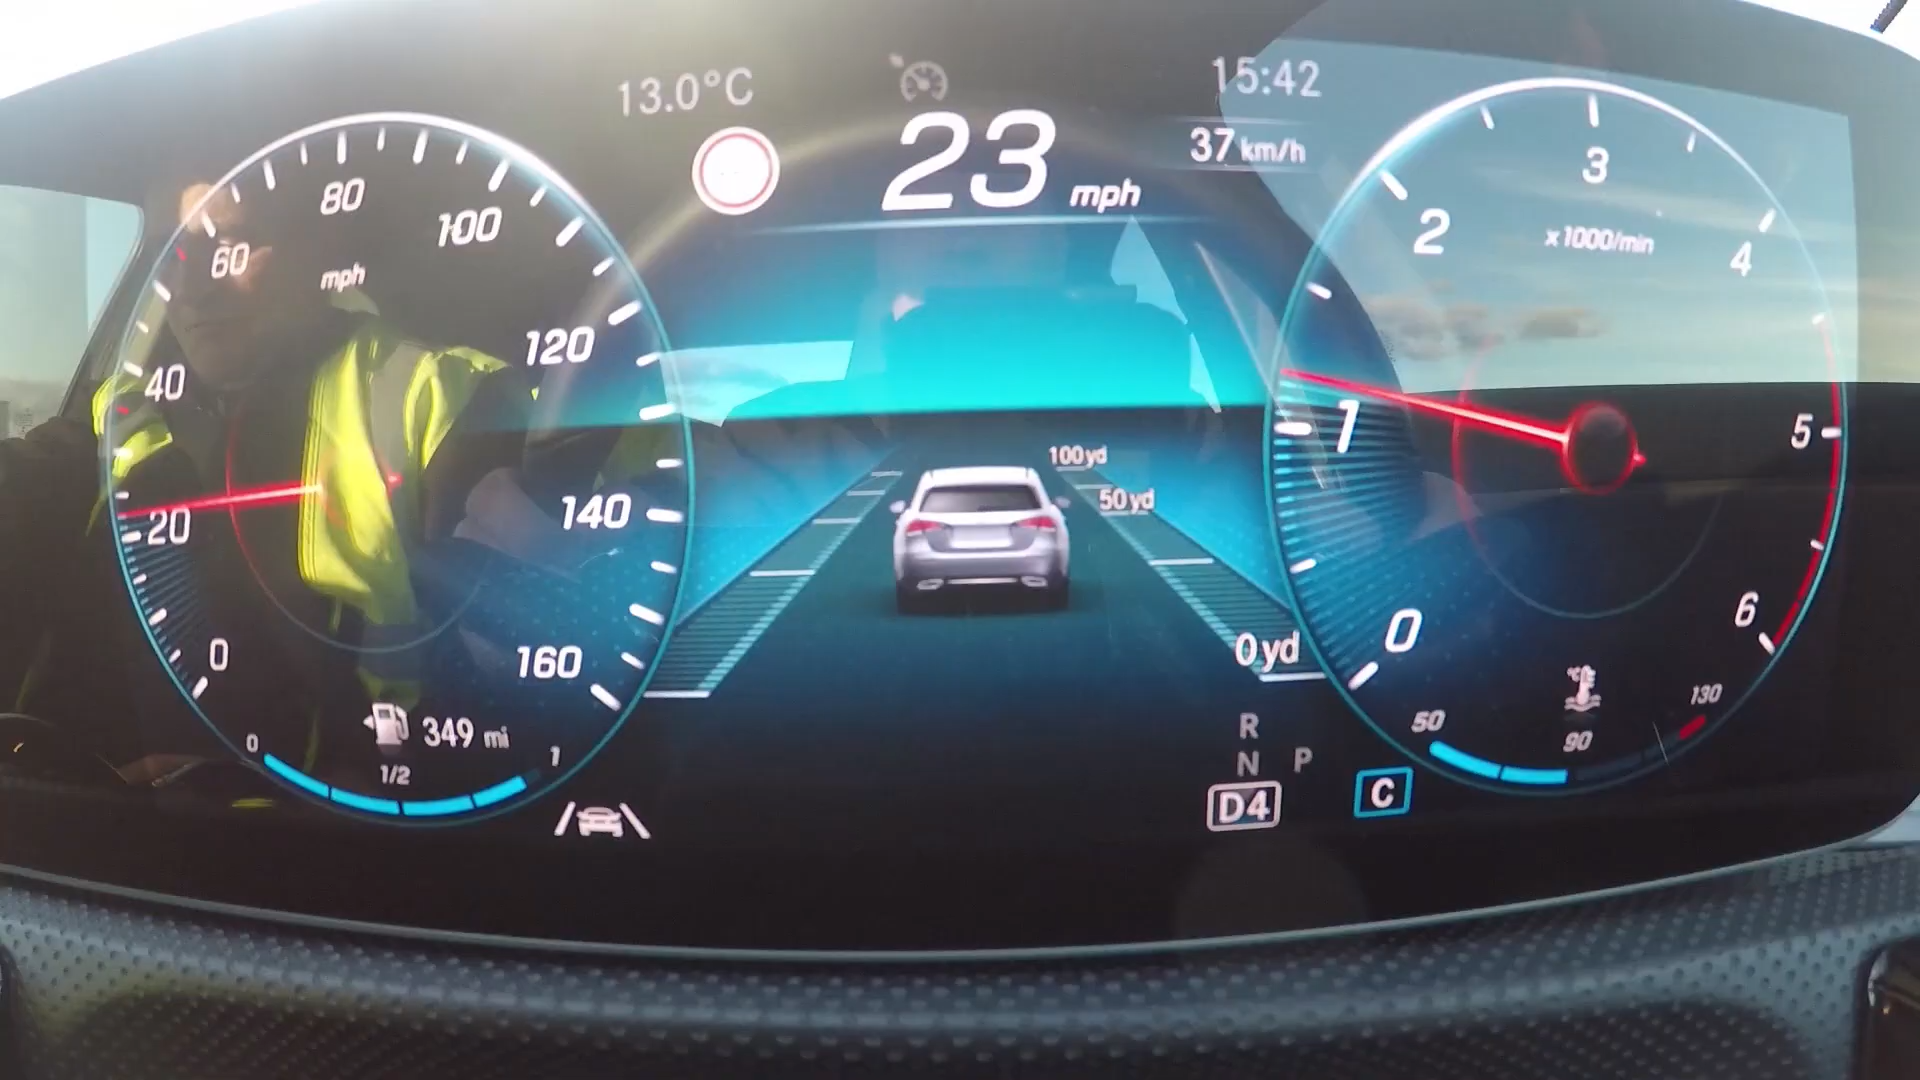 13.0°C
15:42
23 mph
37 km/h
80
100
60
mph
120
40
20
140
0
160
349 mi
0
1/2
1
100 yd
50 yd
0 yd
R
N P
D4
C
3
2
x1000/min
4
1
5
0
6
°C
50
90
130